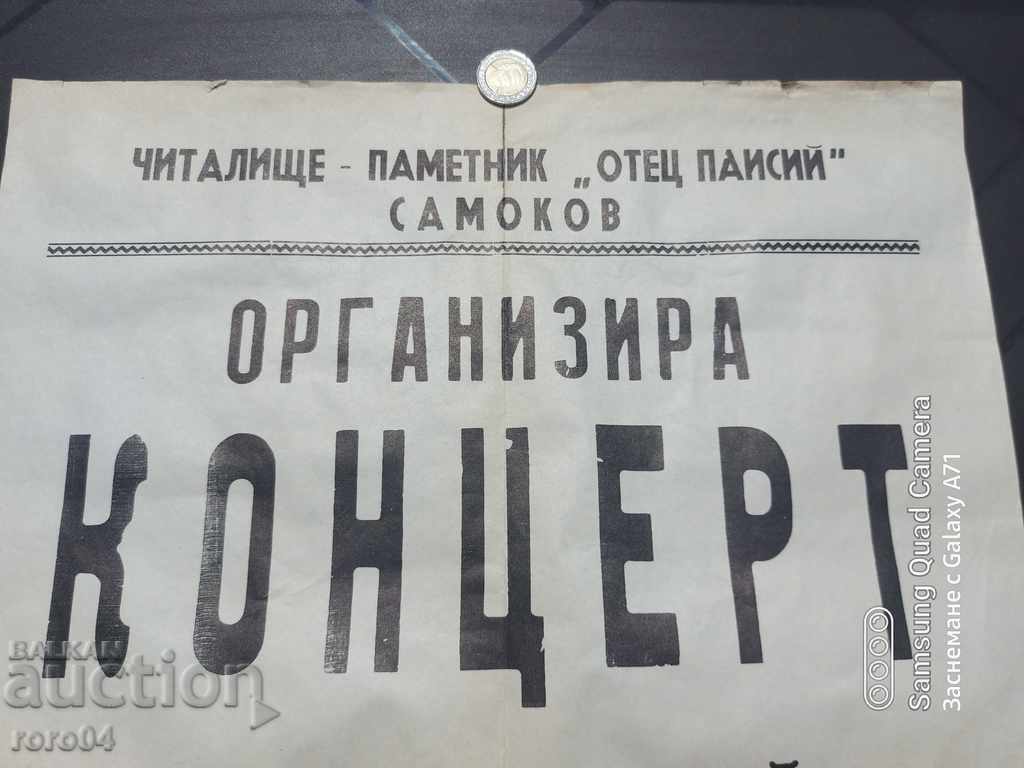 ЧИТАЛИЩЕ - ПАМЕТНИК „ОТЕЦ ПАИСИЙ"
САМОКОВ
ОРГАНИЗИРА
КОНЦЕРТ
BALKAN
auction
roro04
Samsung Quad Camera
Заснемане с Galaxy A71